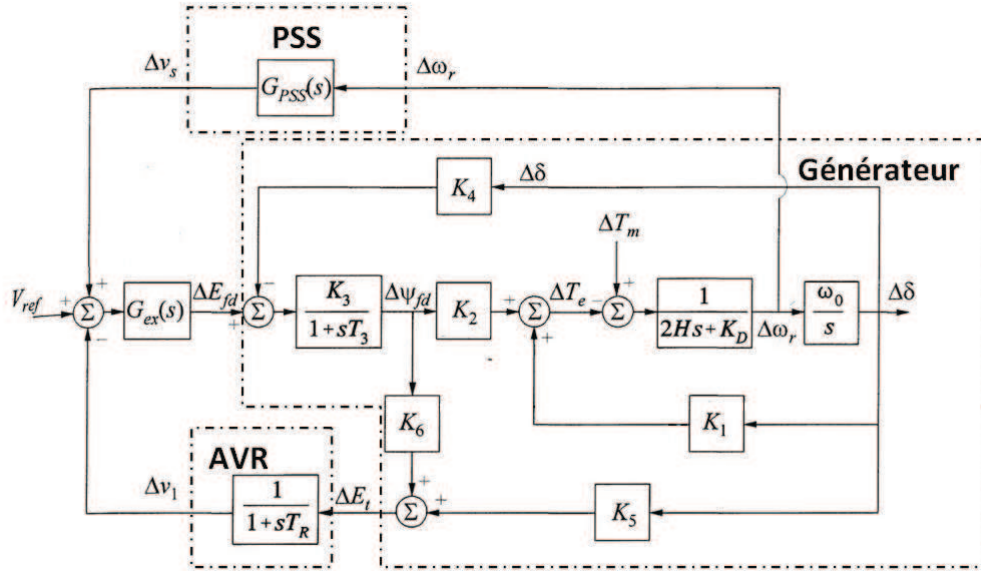 PSS
Δv_s
G_PSS(s)
Δω_r
Générateur
K_4
Δδ
ΔT_m
V_ref
+
+
−
Σ
G_ex(s)
ΔE_fd
−
+
Σ
K_3
1+sT_3
Δψ_fd
K_2
+
+
Σ
ΔT_e
−
+
Σ
1
2Hs+K_D
Δω_r
ω_0
s
Δδ
K_6
K_1
AVR
Δv_1
1
1+sT_R
ΔE_t
+
+
Σ
K_5